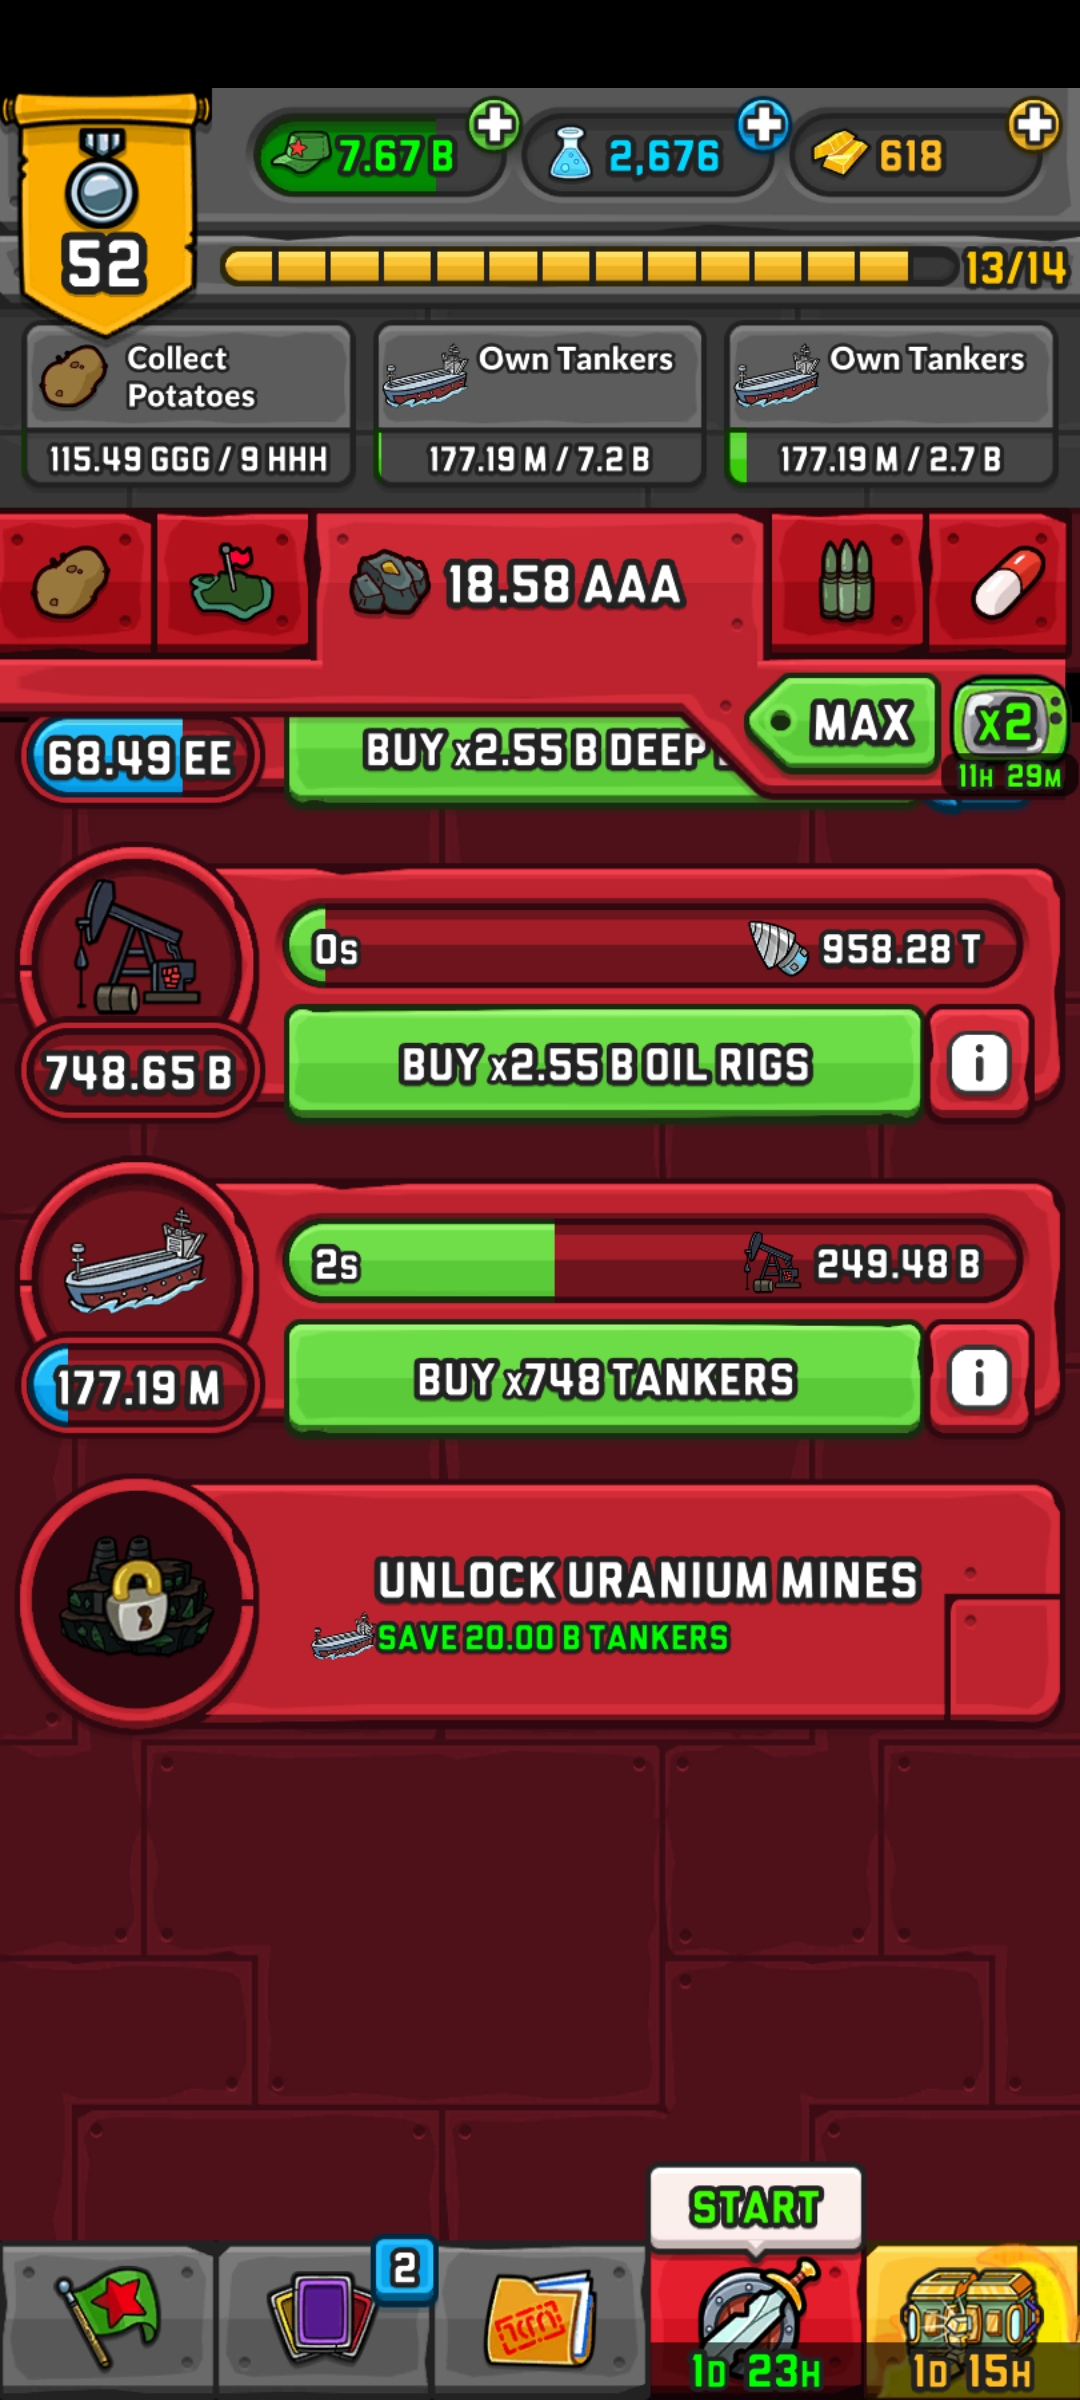 52
7.67 B
2,676
618
13/14
Collect
Potatoes
115.49 GGG / 9 HHH
Own Tankers
177.19 M / 7.2 B
Own Tankers
177.19 M / 2.7 B
18.58 AAA
MAX
x2
11H 29M
68.49 EE
BUY x2.55 B DEEP
0s
958.28 T
748.65 B
BUY x2.55 B OIL RIGS
i
2s
249.48 B
177.19 M
BUY x748 TANKERS
i
UNLOCK URANIUM MINES
SAVE 20.00 B TANKERS
START
2
1D 23H
1D 15H